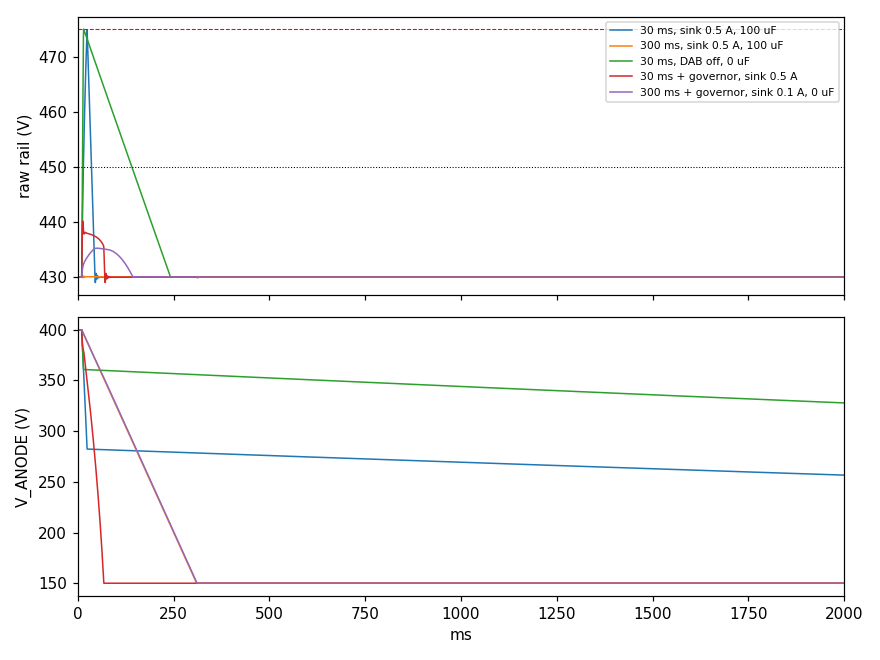 470
460
450
440
430
raw rail (V)
30 ms, sink 0.5 A, 100 uF
300 ms, sink 0.5 A, 100 uF
30 ms, DAB off, 0 uF
30 ms + governor, sink 0.5 A
300 ms + governor, sink 0.1 A, 0 uF
400
350
300
250
200
150
V_ANODE (V)
0 250 500 750 1000 1250 1500 1750 2000
ms